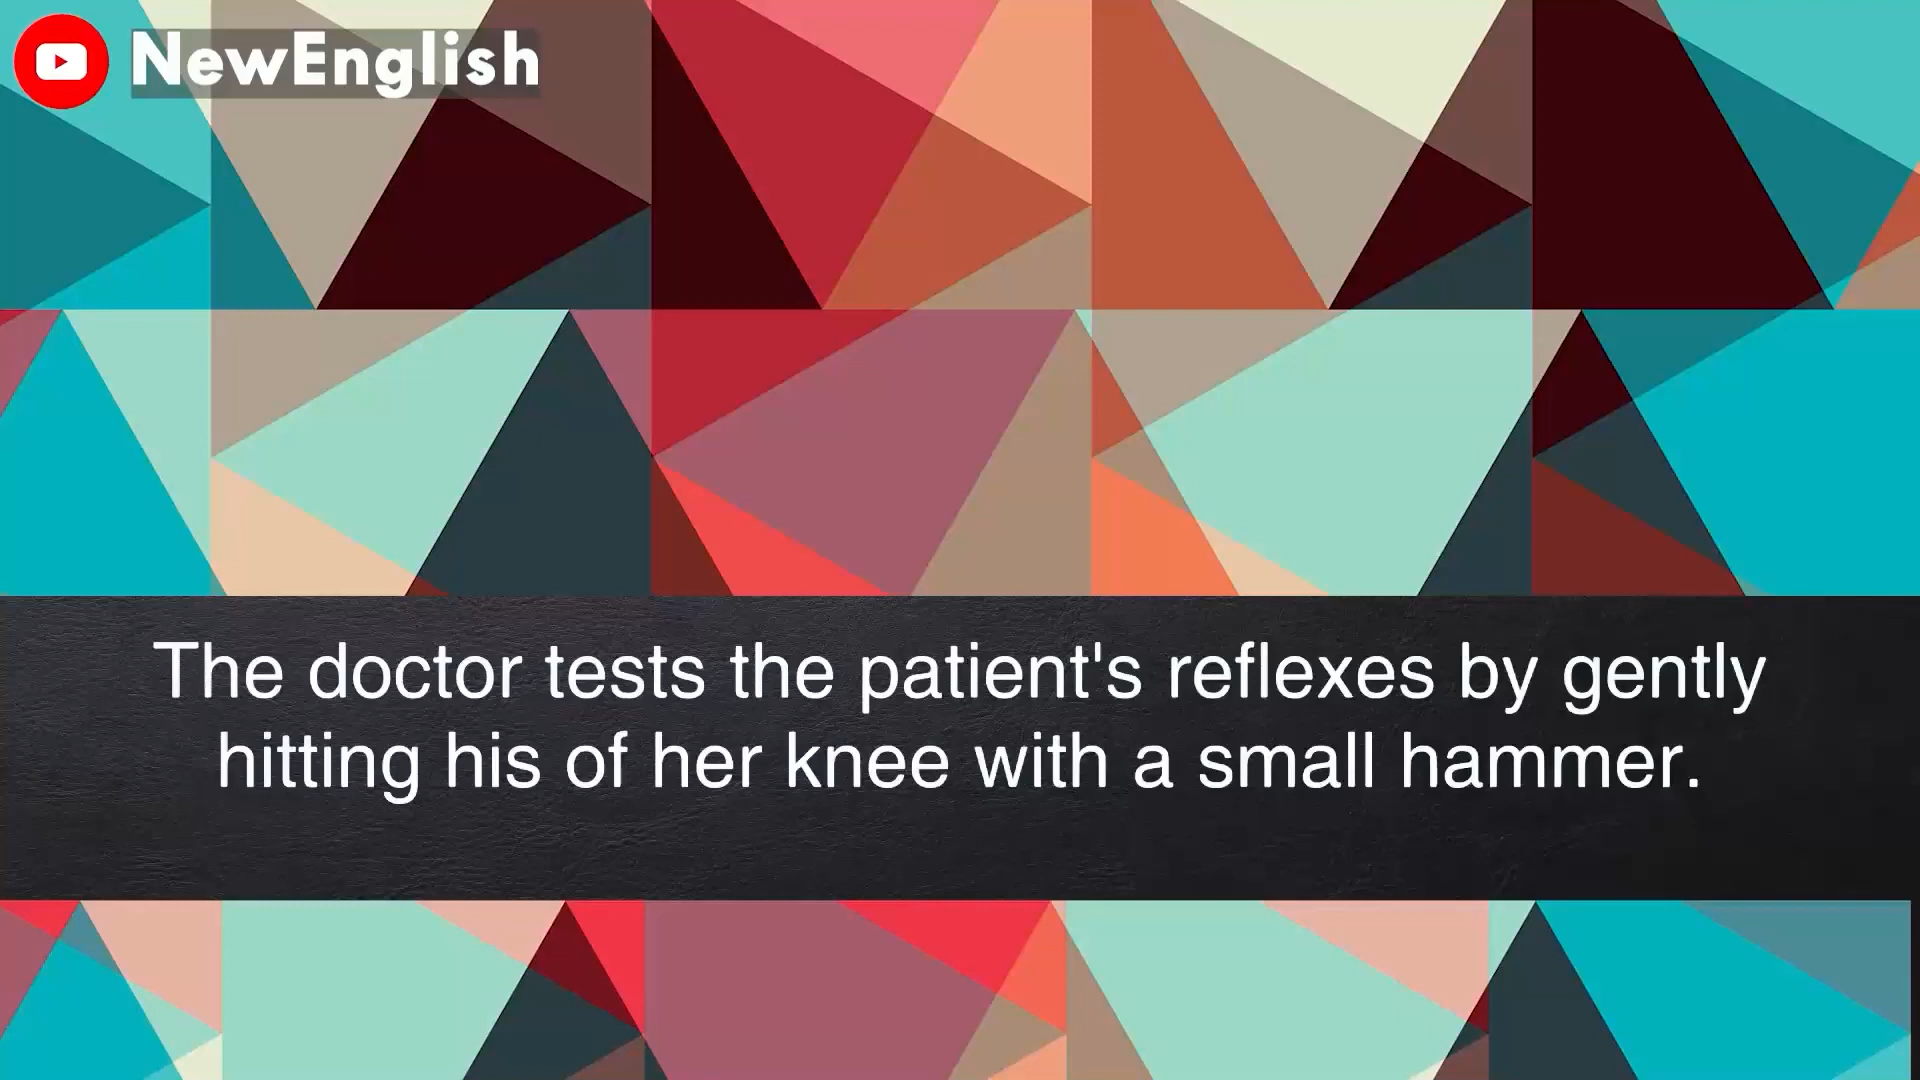 NewEnglish
The doctor tests the patient's reflexes by gently
hitting his of her knee with a small hammer.